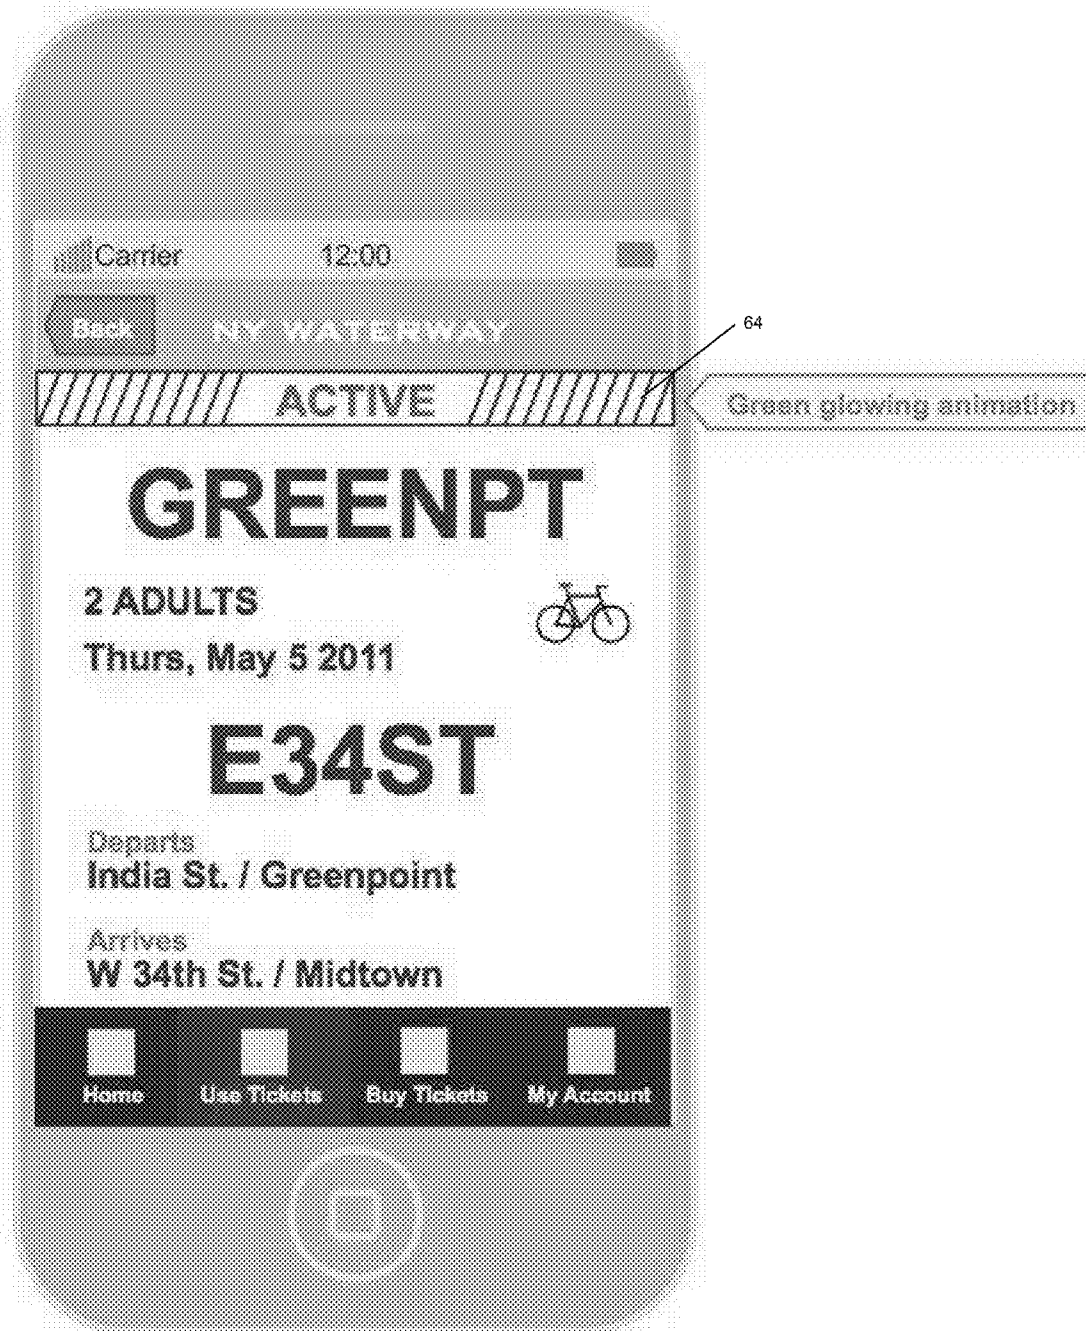 Carrier 12:00
Back NY WATERWAY
64
ACTIVE
Green glowing animation
GREENPT
2 ADULTS
Thurs, May 5 2011
E34ST
Departs
India St. / Greenpoint
Arrives
W 34th St. / Midtown
Home Use Tickets Buy Tickets My Account